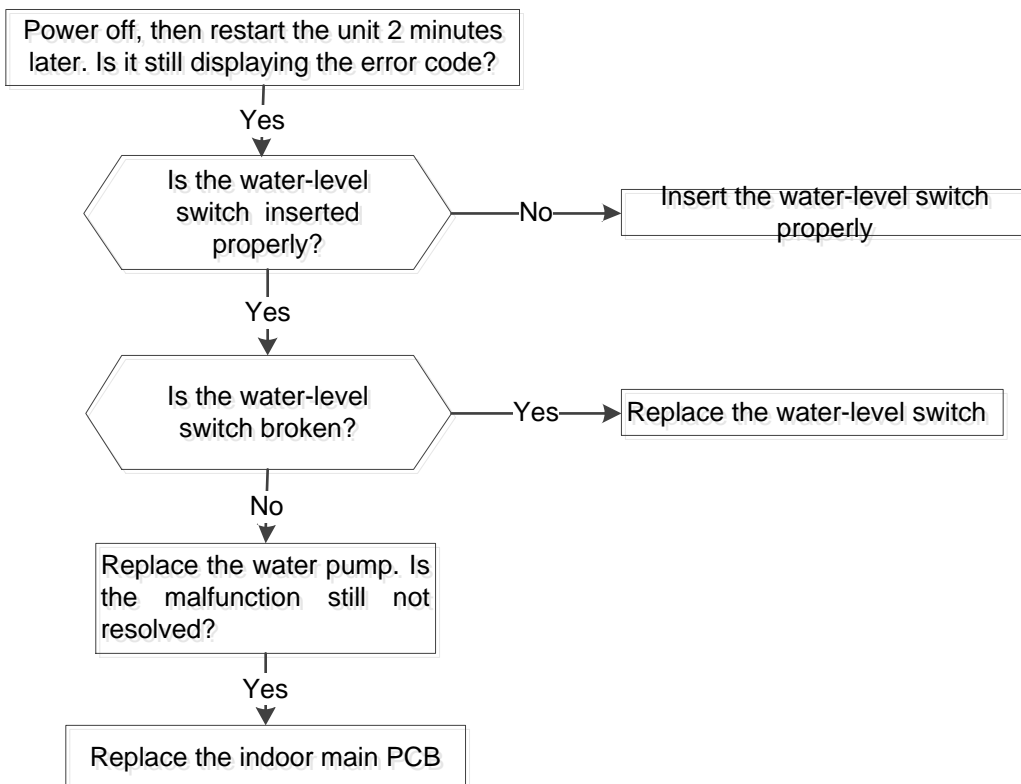 Power off, then restart the unit 2 minutes
later. Is it still displaying the error code?
Yes
Is the water-level
switch inserted
properly?
No
Insert the water-level switch
properly
Yes
Is the water-level
switch broken?
Yes
Replace the water-level switch
No
Replace the water pump. Is
the malfunction still not
resolved?
Yes
Replace the indoor main PCB